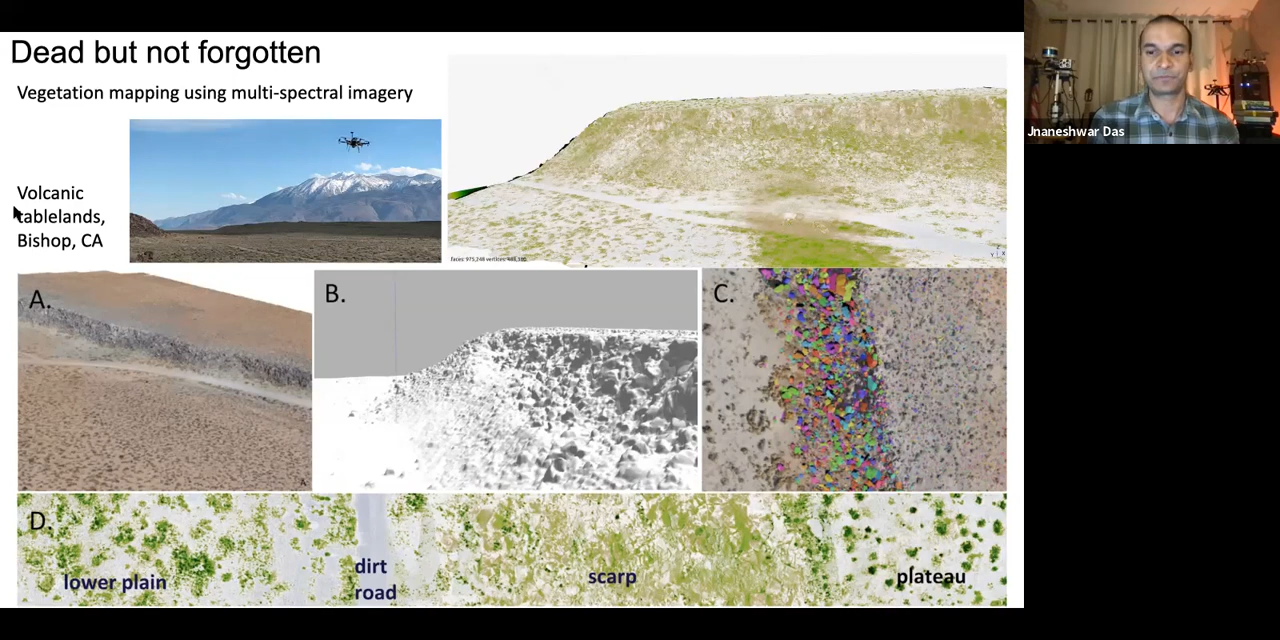 Dead but not forgotten
Vegetation mapping using multi-spectral imagery
Volcanic
tablelands,
Bishop, CA
Jnaneshwar Das
A.
B.
C.
D.
lower plain
dirt
road
scarp
plateau